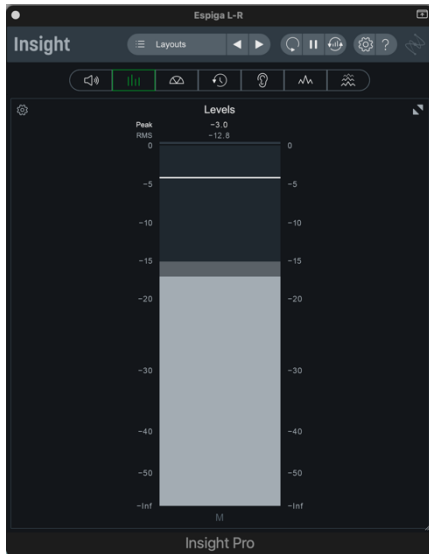 Espiga L-R
Insight Layouts ?
Levels
Peak -3.0
RMS -12.8
0 0
-5 -5
-10 -10
-15 -15
-20 -20
-30 -30
-40 -40
-50 -50
-Inf -Inf
M
Insight Pro